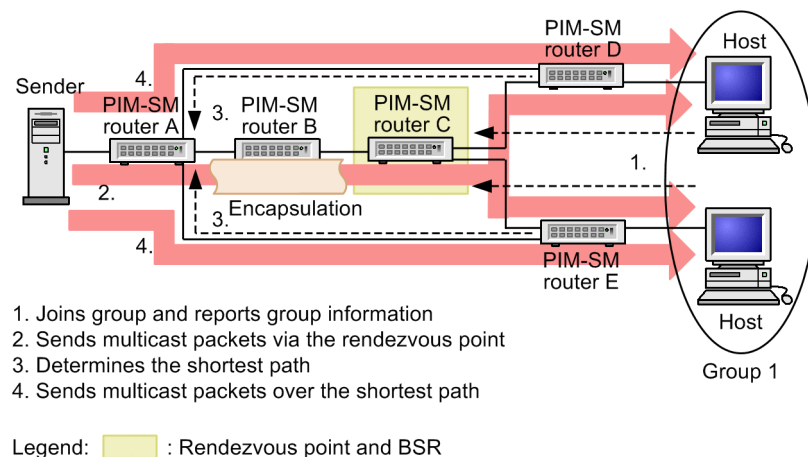 PIM-SM
router D
Host
4.
Sender
PIM-SM
router A
3.
PIM-SM
router B
PIM-SM
router C
1.
2.
Encapsulation
3.
4.
PIM-SM
router E
Host
Group 1
1. Joins group and reports group information
2. Sends multicast packets via the rendezvous point
3. Determines the shortest path
4. Sends multicast packets over the shortest path
Legend: : Rendezvous point and BSR